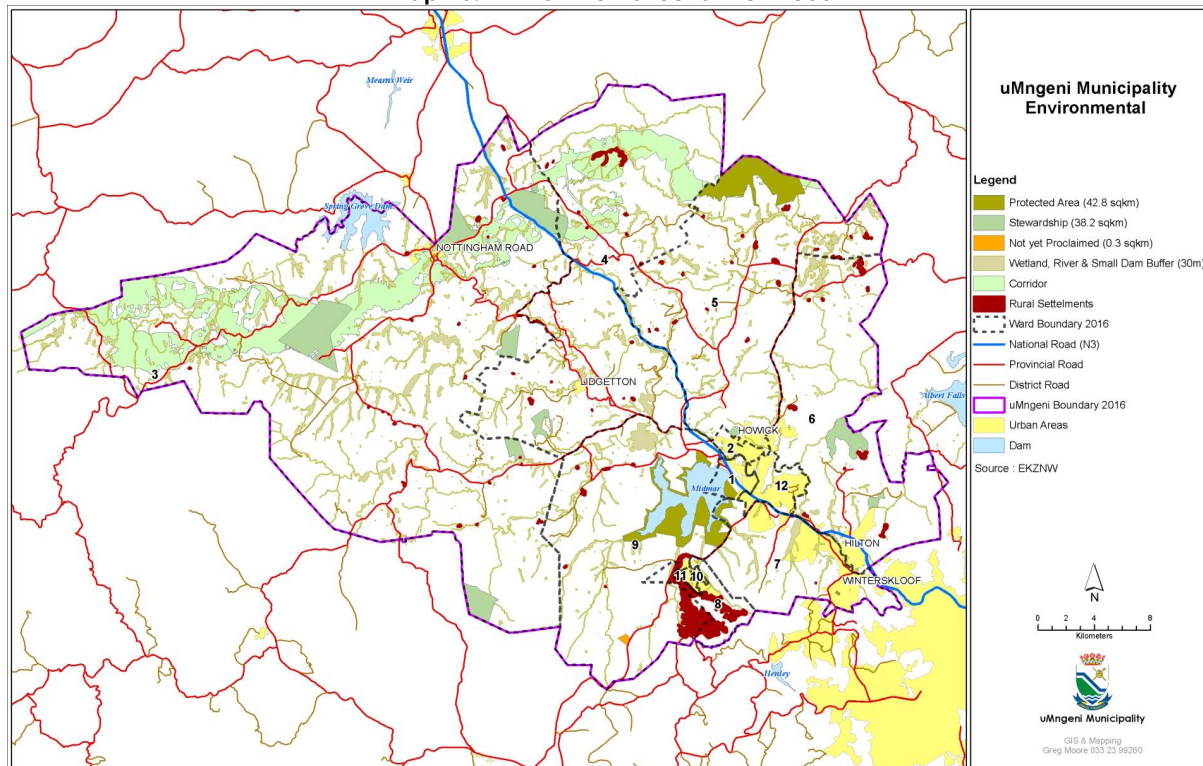 uMngeni Municipality
Environmental
Legend
Protected Area (42.8 sqkm)
Stewardship (38.2 sqkm)
Not yet Proclaimed (0.3 sqkm)
Wetland, River & Small Dam Buffer (30m)
Corridor
Rural Settelments
Ward Boundary 2016
National Road (N3)
Provincial Road
District Road
uMngeni Boundary 2016
Urban Areas
Dam
Source : EKZNW
N
0 2 4 8
Kilometers
uMngeni Municipality
GIS & Mapping
Greg Moore 033 23 99260
Mearns Weir
Spring Grove Dam
NOTTINGHAM ROAD
4
5
3
LIDGETTON
Albert Falls
6
HOWICK
2
1
Midmar
12
9
HILTON
7
WINTERSKLOOF
11 10
8
Henley